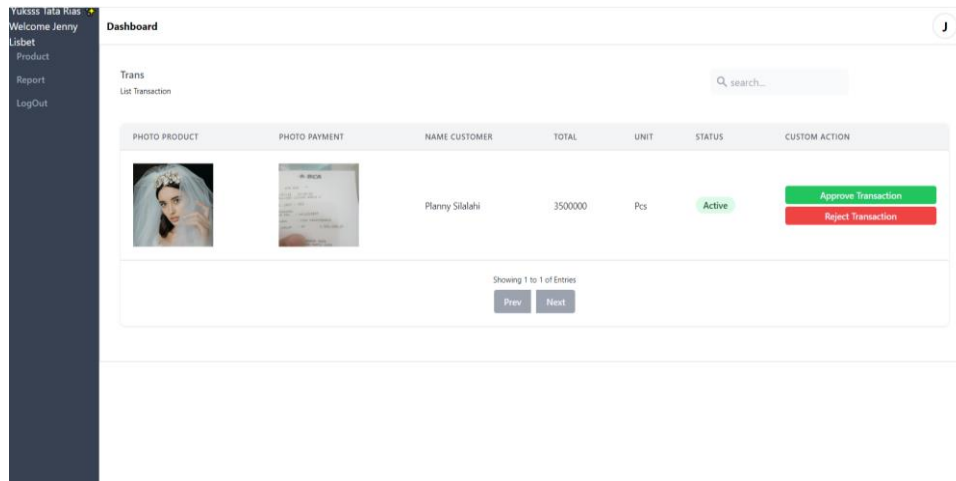 Yuksss Tata Rias ✨
Welcome Jenny
Lisbet
Product
Report
LogOut
Dashboard
J
Trans
List Transaction
search...
PHOTO PRODUCT PHOTO PAYMENT NAME CUSTOMER TOTAL UNIT STATUS CUSTOM ACTION
BCA
Planny Silalahi 3500000 Pcs Active
Approve Transaction
Reject Transaction
Showing 1 to 1 of Entries
Prev Next